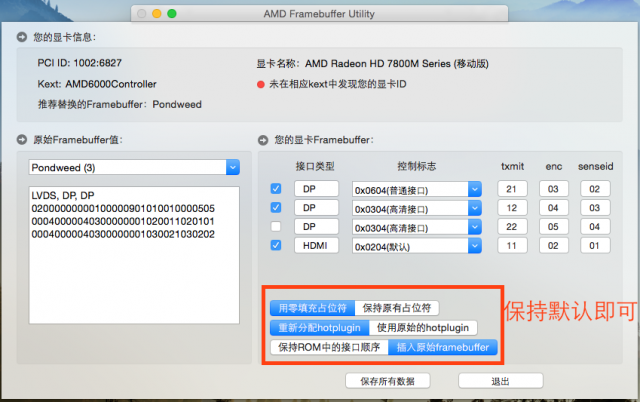 AMD Framebuffer Utility
您的显卡信息：
PCI ID: 1002:6827
显卡名称：AMD Radeon HD 7800M Series (移动版)
Kext: AMD6000Controller
未在相应kext中发现您的显卡ID
推荐替换的Framebuffer：Pondweed
原始Framebuffer值：
您的显卡Framebuffer：
Pondweed (3)
接口类型 控制标志 txmit enc senseid
LVDS, DP, DP
02000000000100000901010010000505
00040000040300000001020011020101
00040000040300000001030021030202
DP 0x0604(普通接口) 21 03 02
DP 0x0304(高清接口) 12 04 03
DP 0x0304(高清接口) 22 05 04
HDMI 0x0204(默认) 11 02 01
用零填充占位符 保持原有占位符
保持默认即可
重新分配hotplugin 使用原始的hotplugin
保持ROM中的接口顺序 插入原始framebuffer
保存所有数据 退出